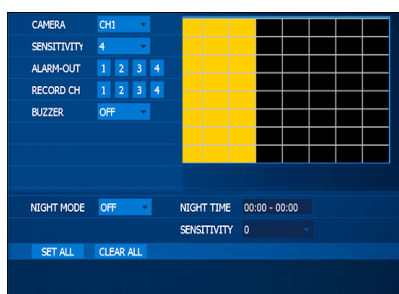 CAMERA CH1
SENSITIVITY 4
ALARM-OUT 1 2 3 4
RECORD CH 1 2 3 4
BUZZER OFF
NIGHT MODE OFF NIGHT TIME 00:00 - 00:00
SENSITIVITY 0
SET ALL CLEAR ALL